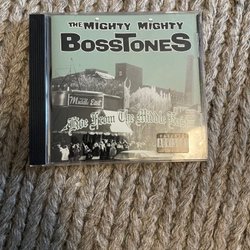 THE MIGHTY MIGHTY
BOSSTONES
Middle East
Live From The Middle East